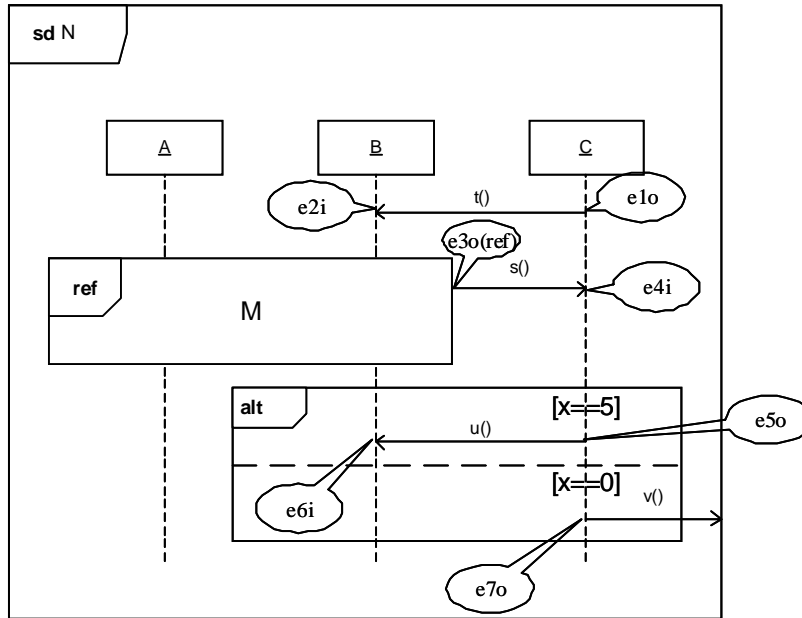 sd N
A
B
C
t()
e2i
e1o
e3o(ref)
s()
ref
M
e4i
alt
[x==5]
u()
e5o
[x==0]
e6i
v()
e7o